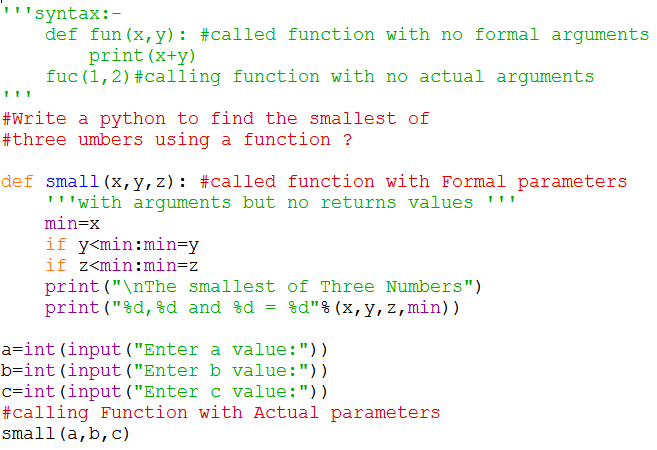 '''syntax:-
    def fun(x,y): #called function with no formal arguments
        print(x+y)
    fuc(1,2)#calling function with no actual arguments
'''
#Write a python to find the smallest of
#three umbers using a function ?

def small(x,y,z): #called function with Formal parameters
    '''with arguments but no returns values '''
    min=x
    if y<min:min=y
    if z<min:min=z
    print("\nThe smallest of Three Numbers")
    print("%d,%d and %d = %d"%(x,y,z,min))

a=int(input("Enter a value:"))
b=int(input("Enter b value:"))
c=int(input("Enter c value:"))
#calling Function with Actual parameters
small(a,b,c)